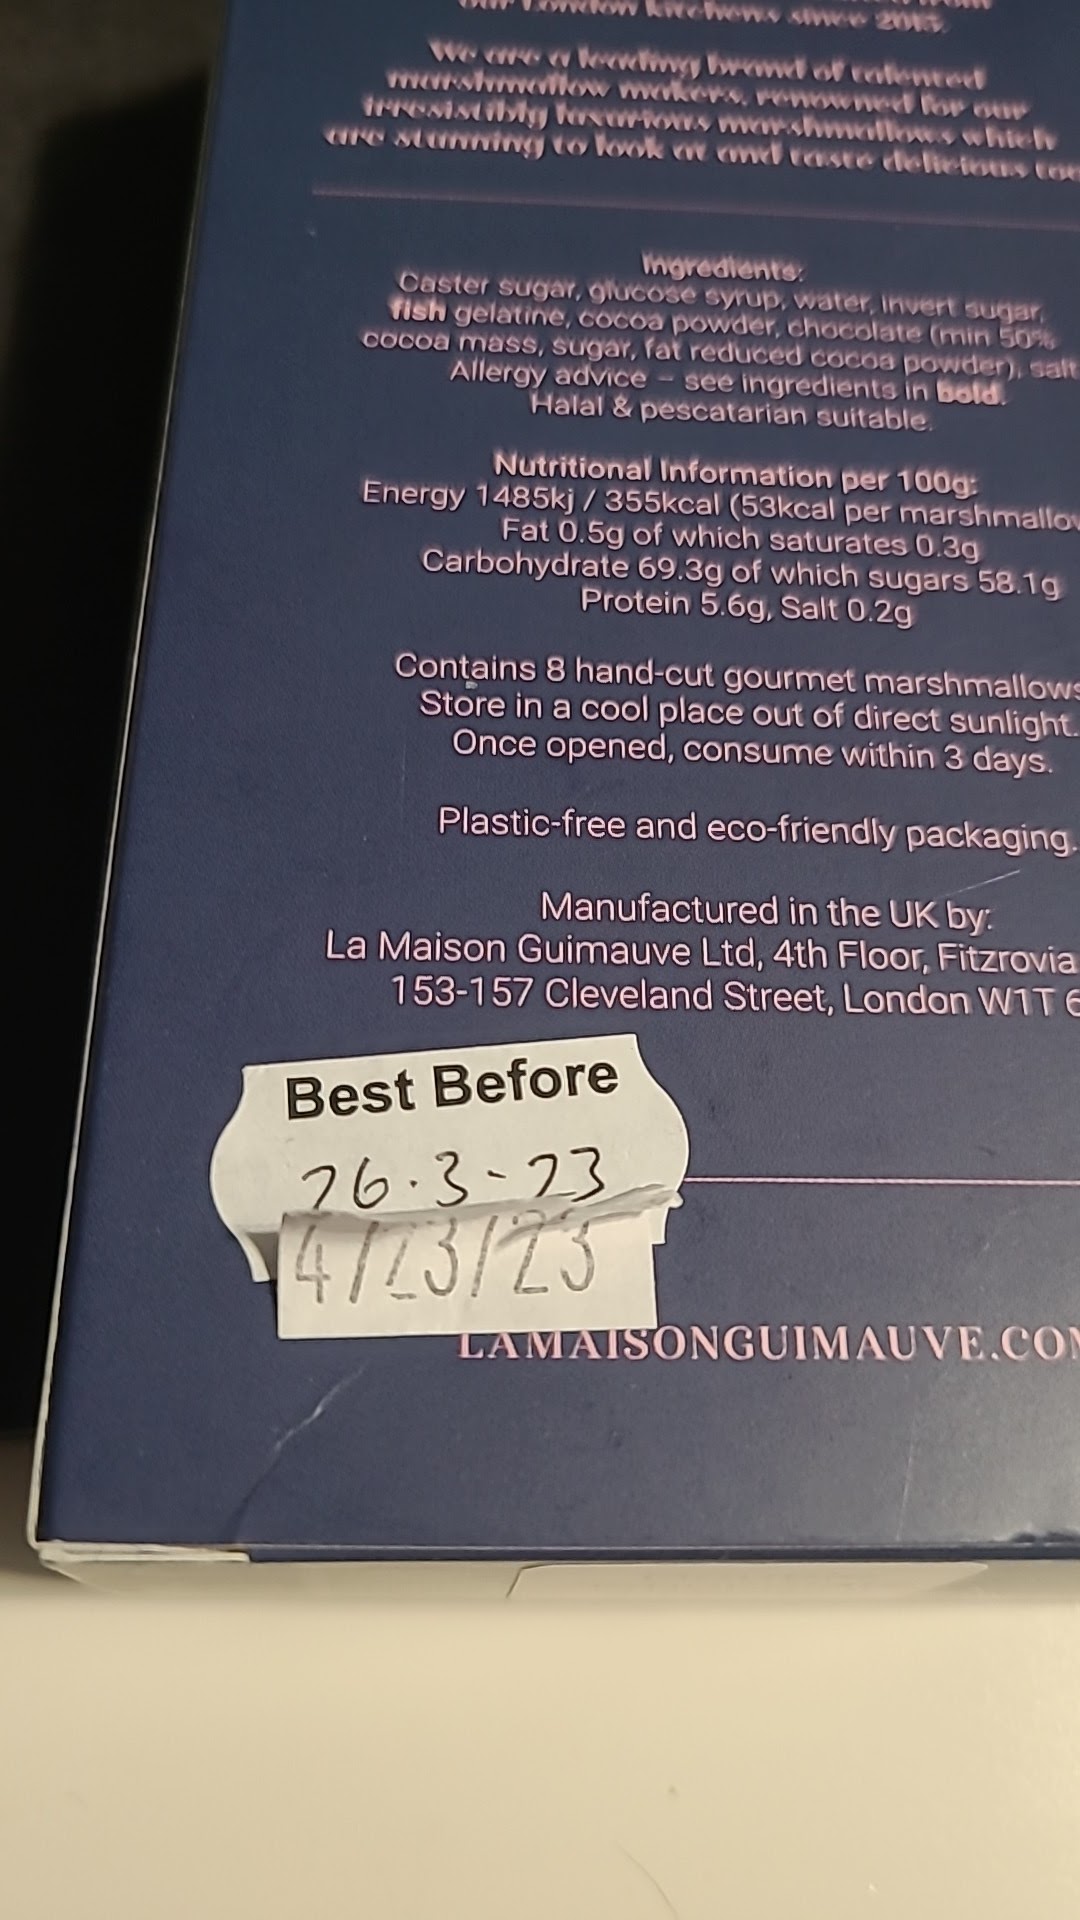 our London kitchens since 2015.
We are a leading brand of talented
marshmallow makers, renowned for our
irresistibly luxurious marshmallows which
are stunning to look at and taste delicious too
Ingredients:
Caster sugar, glucose syrup, water, invert sugar,
fish gelatine, cocoa powder, chocolate (min 50%
cocoa mass, sugar, fat reduced cocoa powder), salt
Allergy advice – see ingredients in bold.
Halal & pescatarian suitable.
Nutritional Information per 100g:
Energy 1485kj / 355kcal (53kcal per marshmallow
Fat 0.5g of which saturates 0.3g
Carbohydrate 69.3g of which sugars 58.1g
Protein 5.6g, Salt 0.2g
Contains 8 hand-cut gourmet marshmallows
Store in a cool place out of direct sunlight.
Once opened, consume within 3 days.
Plastic-free and eco-friendly packaging.
Manufactured in the UK by:
La Maison Guimauve Ltd, 4th Floor, Fitzrovia
153-157 Cleveland Street, London W1T 6
Best Before
26.3-23
4/23/23
LAMAISONGUIMAUVE.COM